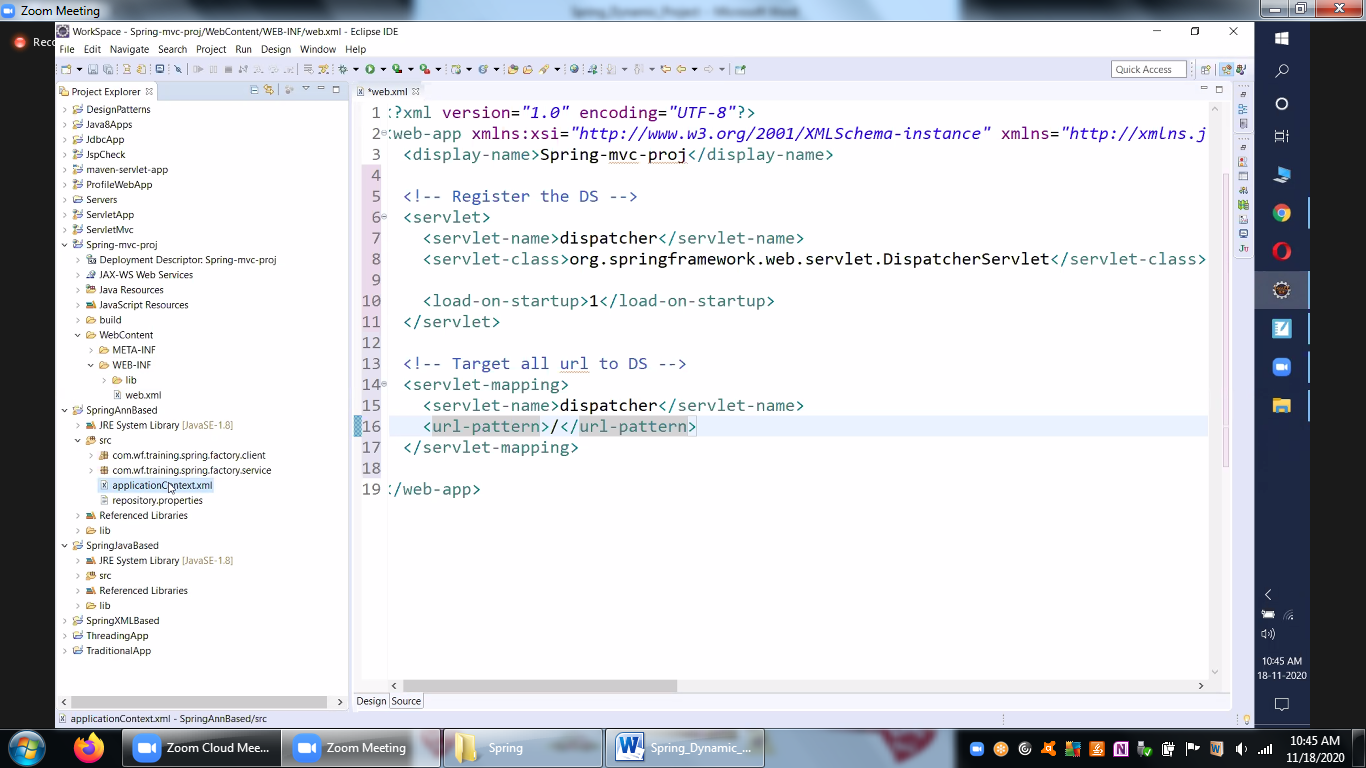 Zoom Meeting
Spring_Dynamic_Project - Microsoft Word
Reco
WorkSpace - Spring-mvc-proj/WebContent/WEB-INF/web.xml - Eclipse IDE
File Edit Navigate Search Project Run Design Window Help
Quick Access
Project Explorer
DesignPatterns
Java8Apps
JdbcApp
JspCheck
maven-servlet-app
ProfileWebApp
Servers
ServletApp
ServletMvc
Spring-mvc-proj
Deployment Descriptor: Spring-mvc-proj
JAX-WS Web Services
Java Resources
JavaScript Resources
build
WebContent
META-INF
WEB-INF
lib
web.xml
SpringAnnBased
JRE System Library [JavaSE-1.8]
src
com.wf.training.spring.factory.client
com.wf.training.spring.factory.service
applicationContext.xml
repository.properties
Referenced Libraries
lib
SpringJavaBased
JRE System Library [JavaSE-1.8]
src
Referenced Libraries
lib
SpringXMLBased
ThreadingApp
TraditionalApp
*web.xml
1 ?xml version="1.0" encoding="UTF-8"?>
2 web-app xmlns:xsi="http://www.w3.org/2001/XMLSchema-instance" xmlns="http://xmlns.j
3 <display-name>Spring-mvc-proj</display-name>
4
5 <!-- Register the DS -->
6 <servlet>
7 <servlet-name>dispatcher</servlet-name>
8 <servlet-class>org.springframework.web.servlet.DispatcherServlet</servlet-class>
9
10 <load-on-startup>1</load-on-startup>
11 </servlet>
12
13 <!-- Target all url to DS -->
14 <servlet-mapping>
15 <servlet-name>dispatcher</servlet-name>
16 <url-pattern>/</url-pattern>
17 </servlet-mapping>
18
19 /web-app>
Design Source
applicationContext.xml - SpringAnnBased/src
10:45 AM
18-11-2020
Zoom Cloud Mee...
Zoom Meeting
Spring
Spring_Dynamic_...
10:45 AM
11/18/2020